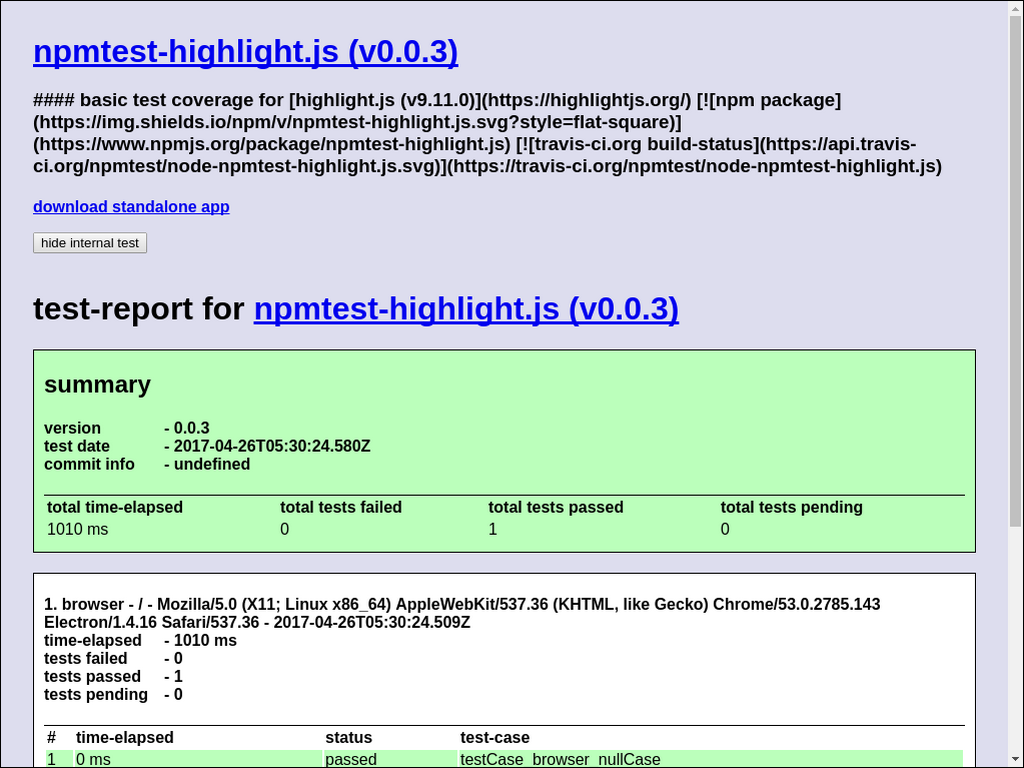 npmtest-highlight.js (v0.0.3)
#### basic test coverage for [highlight.js (v9.11.0)](https://highlightjs.org/) [![npm package]
(https://img.shields.io/npm/v/npmtest-highlight.js.svg?style=flat-square)]
(https://www.npmjs.org/package/npmtest-highlight.js) [![travis-ci.org build-status](https://api.travis-
ci.org/npmtest/node-npmtest-highlight.js.svg)](https://travis-ci.org/npmtest/node-npmtest-highlight.js)
download standalone app
hide internal test
test-report for npmtest-highlight.js (v0.0.3)
summary
version - 0.0.3
test date - 2017-04-26T05:30:24.580Z
commit info - undefined
total time-elapsed total tests failed total tests passed total tests pending
1010 ms 0 1 0
1. browser - / - Mozilla/5.0 (X11; Linux x86_64) AppleWebKit/537.36 (KHTML, like Gecko) Chrome/53.0.2785.143
Electron/1.4.16 Safari/537.36 - 2017-04-26T05:30:24.509Z
time-elapsed - 1010 ms
tests failed - 0
tests passed - 1
tests pending - 0
# time-elapsed status test-case
1 0 ms passed testCase_browser_nullCase